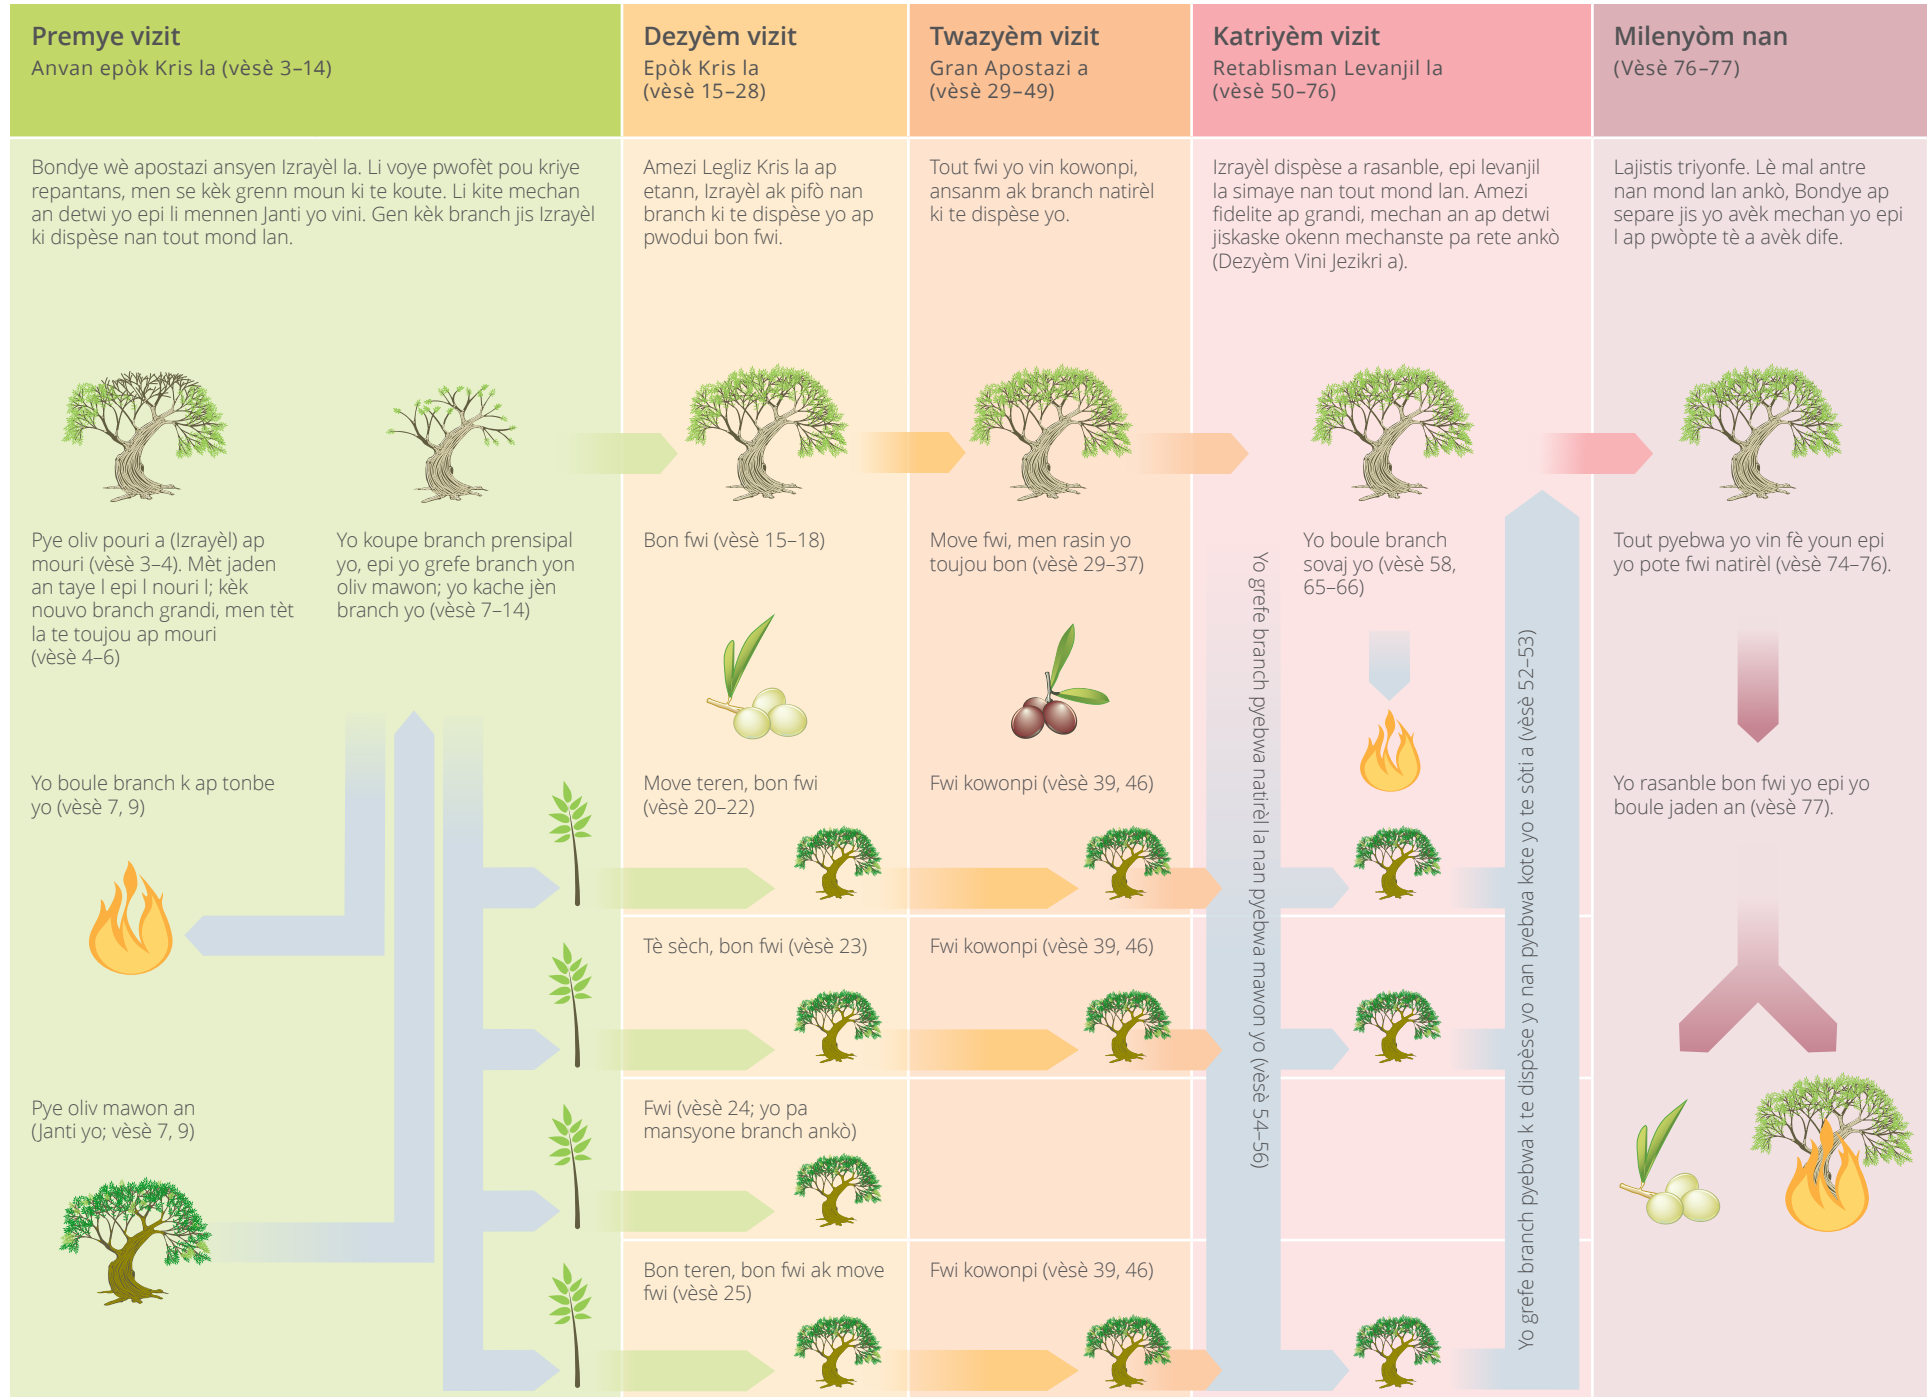 Premye vizit
Anvan epòk Kris la (vèsè 3–14)
Dezyèm vizit
Epòk Kris la
(vèsè 15–28)
Twazyèm vizit
Gran Apostazi a
(vèsè 29–49)
Katriyèm vizit
Retablisman Levanjil la
(vèsè 50–76)
Milenyòm nan
(Vèsè 76–77)
Bondye wè apostazi ansyen Izrayèl la. Li voye pwofèt pou kriye
repantans, men se kèk grenn moun ki te koute. Li kite mechan
an detwi yo epi li mennen Janti yo vini. Gen kèk branch jis Izrayèl
ki dispèse nan tout mond lan.
Amezi Legliz Kris la ap
etann, Izrayèl ak pifò nan
branch ki te dispèse yo ap
pwodui bon fwi.
Tout fwi yo vin kowonpi,
ansanm ak branch natirèl
ki te dispèse yo.
Izrayèl dispèse a rasanble, epi levanjil
la simaye nan tout mond lan. Amezi
fidelite ap grandi, mechan an ap detwi
jiskaske okenn mechanste pa rete ankò
(Dezyèm Vini Jezikri a).
Lajistis triyonfe. Lè mal antre
nan mond lan ankò, Bondye ap
separe jis yo avèk mechan yo epi
l ap pwòpte tè a avèk dife.
Pye oliv pouri a (Izrayèl) ap
mouri (vèsè 3–4). Mèt jaden
an taye l epi l nouri l; kèk
nouvo branch grandi, men tèt
la te toujou ap mouri
(vèsè 4–6)
Yo koupe branch prensipal
yo, epi yo grefe branch yon
oliv mawon; yo kache jèn
branch yo (vèsè 7–14)
Bon fwi (vèsè 15–18)
Move fwi, men rasin yo
toujou bon (vèsè 29–37)
Yo boule branch
sovaj yo (vèsè 58,
65–66)
Tout pyebwa yo vin fè youn epi
yo pote fwi natirèl (vèsè 74–76).
Yo boule branch k ap tonbe
yo (vèsè 7, 9)
Move teren, bon fwi
(vèsè 20–22)
Fwi kowonpi (vèsè 39, 46)
Yo rasanble bon fwi yo epi yo
boule jaden an (vèsè 77).
Tè sèch, bon fwi (vèsè 23)
Fwi kowonpi (vèsè 39, 46)
Pye oliv mawon an
(Janti yo; vèsè 7, 9)
Fwi (vèsè 24; yo pa
mansyone branch ankò)
Bon teren, bon fwi ak move
fwi (vèsè 25)
Fwi kowonpi (vèsè 39, 46)
Yo grefe branch pyebwa natirèl la nan pyebwa mawon yo (vèsè 54–56)
Yo grefe branch pyebwa k te dispèse yo nan pyebwa kote yo te sòti a (vèsè 52–53)